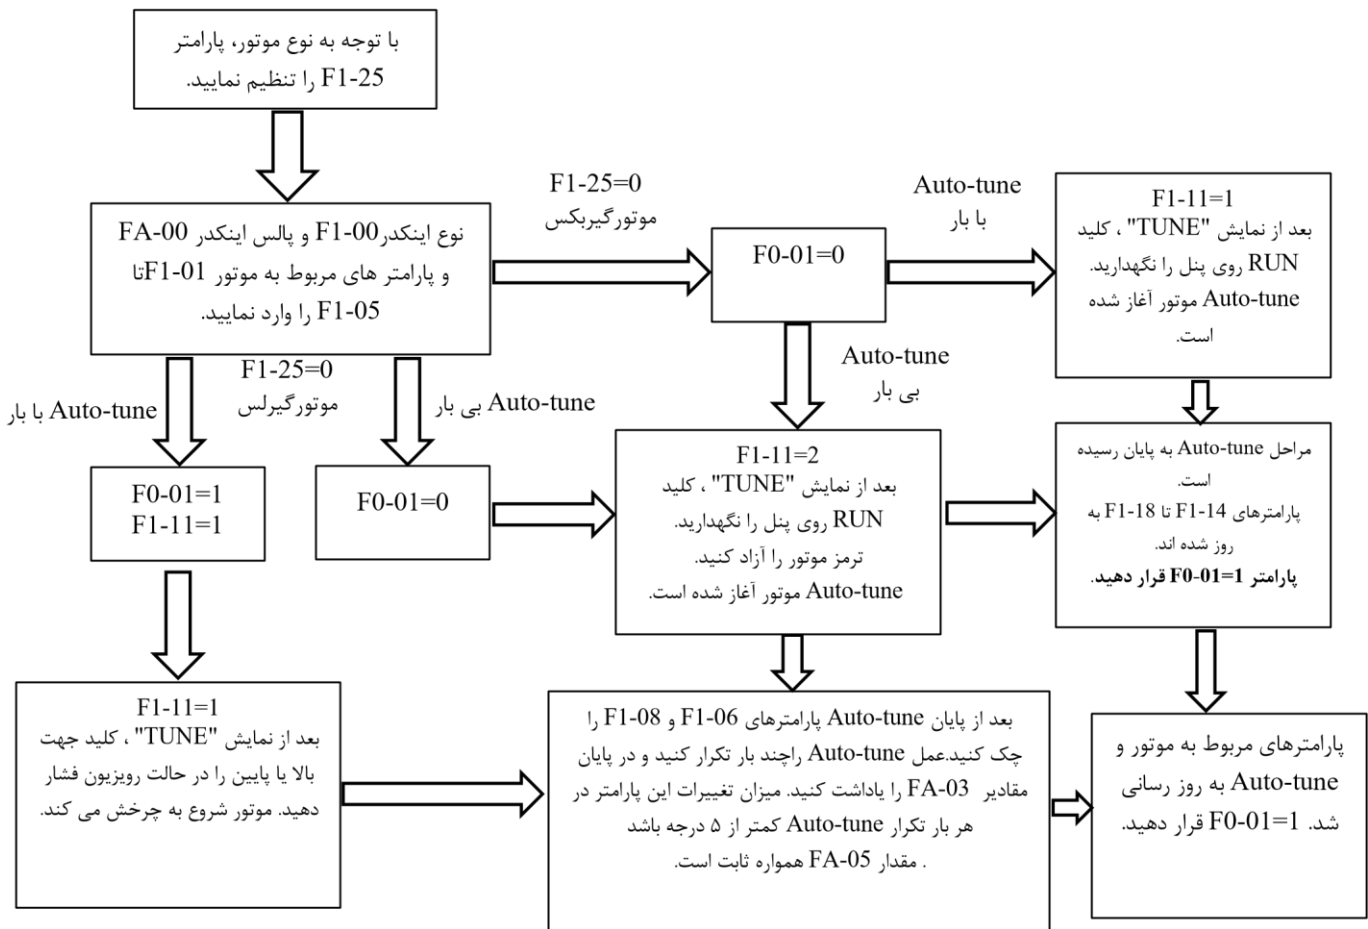 با توجه به نوع موتور، پارامتر
F1-25 را تنظیم نمایید.
نوع اینکدرF1-00 و پالس اینکدر FA-00
و پارامتر های مربوط به موتور F1-01تا
F1-05 را وارد نمایید.
F1-25=0
موتورگیربکس
F0-01=0
Auto-tune
با بار
F1-11=1
بعد از نمایش "TUNE" ، کلید
RUN روی پنل را نگهدارید.
Auto-tune موتور آغاز شده
است.
Auto-tune
بی بار
F1-25=0
موتورگیرلس
Auto-tune با بار
Auto-tune بی بار
F0-01=1
F1-11=1
F0-01=0
F1-11=2
بعد از نمایش "TUNE" ، کلید
RUN روی پنل را نگهدارید.
ترمز موتور را آزاد کنید.
Auto-tune موتور آغاز شده است.
مراحل Auto-tune به پایان رسیده
است.
پارامترهای F1-14 تا F1-18 به
روز شده اند.
پارامتر F0-01=1 قرار دهید.
F1-11=1
بعد از نمایش "TUNE" ، کلید جهت
بالا یا پایین را در حالت رویزیون فشار
دهید. موتور شروع به چرخش می کند.
بعد از پایان Auto-tune پارامترهای F1-06 و F1-08 را
چک کنید.عمل Auto-tune راچند بار تکرار کنید و در پایان
مقادیر FA-03 را یاداشت کنید. میزان تغییرات این پارامتر در
هر بار تکرار Auto-tune کمتر از ۵ درجه باشد
. مقدار FA-05 همواره ثابت است.
پارامترهای مربوط به موتور و
Auto-tune به روز رسانی
شد. F0-01=1 قرار دهید.